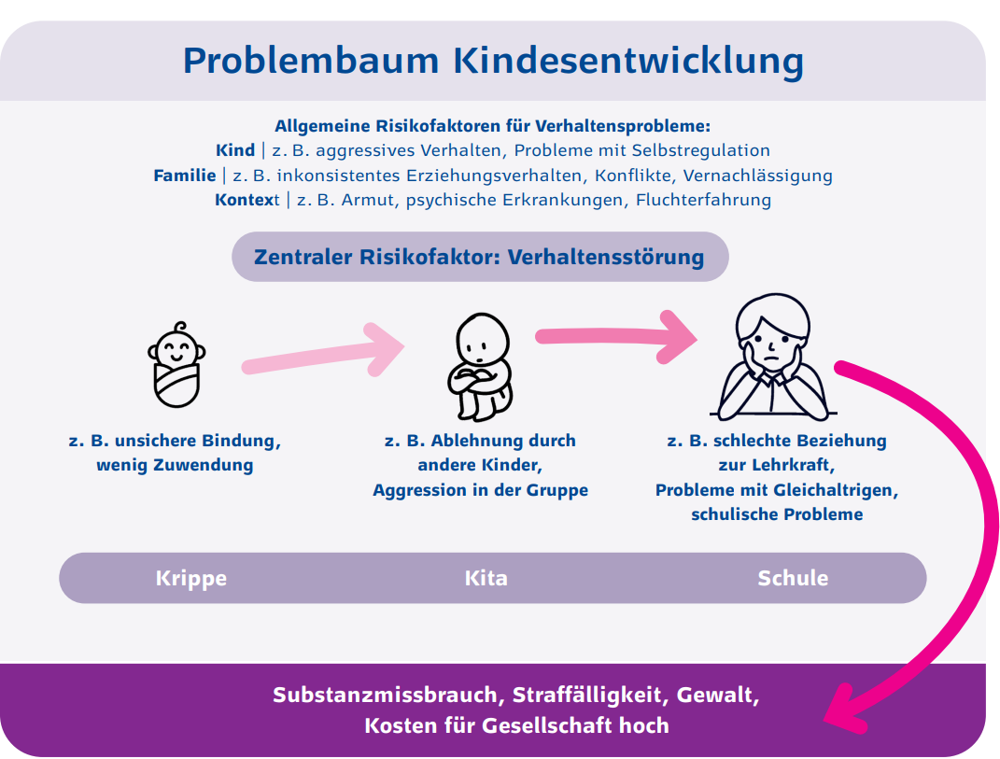 Problembaum Kindesentwicklung
Allgemeine Risikofaktoren für Verhaltensprobleme:
Kind | z. B. aggressives Verhalten, Probleme mit Selbstregulation
Familie | z. B. inkonsistentes Erziehungsverhalten, Konflikte, Vernachlässigung
Kontext | z. B. Armut, psychische Erkrankungen, Fluchterfahrung
Zentraler Risikofaktor: Verhaltensstörung
z. B. unsichere Bindung,
wenig Zuwendung
z. B. Ablehnung durch
andere Kinder,
Aggression in der Gruppe
z. B. schlechte Beziehung
zur Lehrkraft,
Probleme mit Gleichaltrigen,
schulische Probleme
Krippe
Kita
Schule
Substanzmissbrauch, Straffälligkeit, Gewalt,
Kosten für Gesellschaft hoch